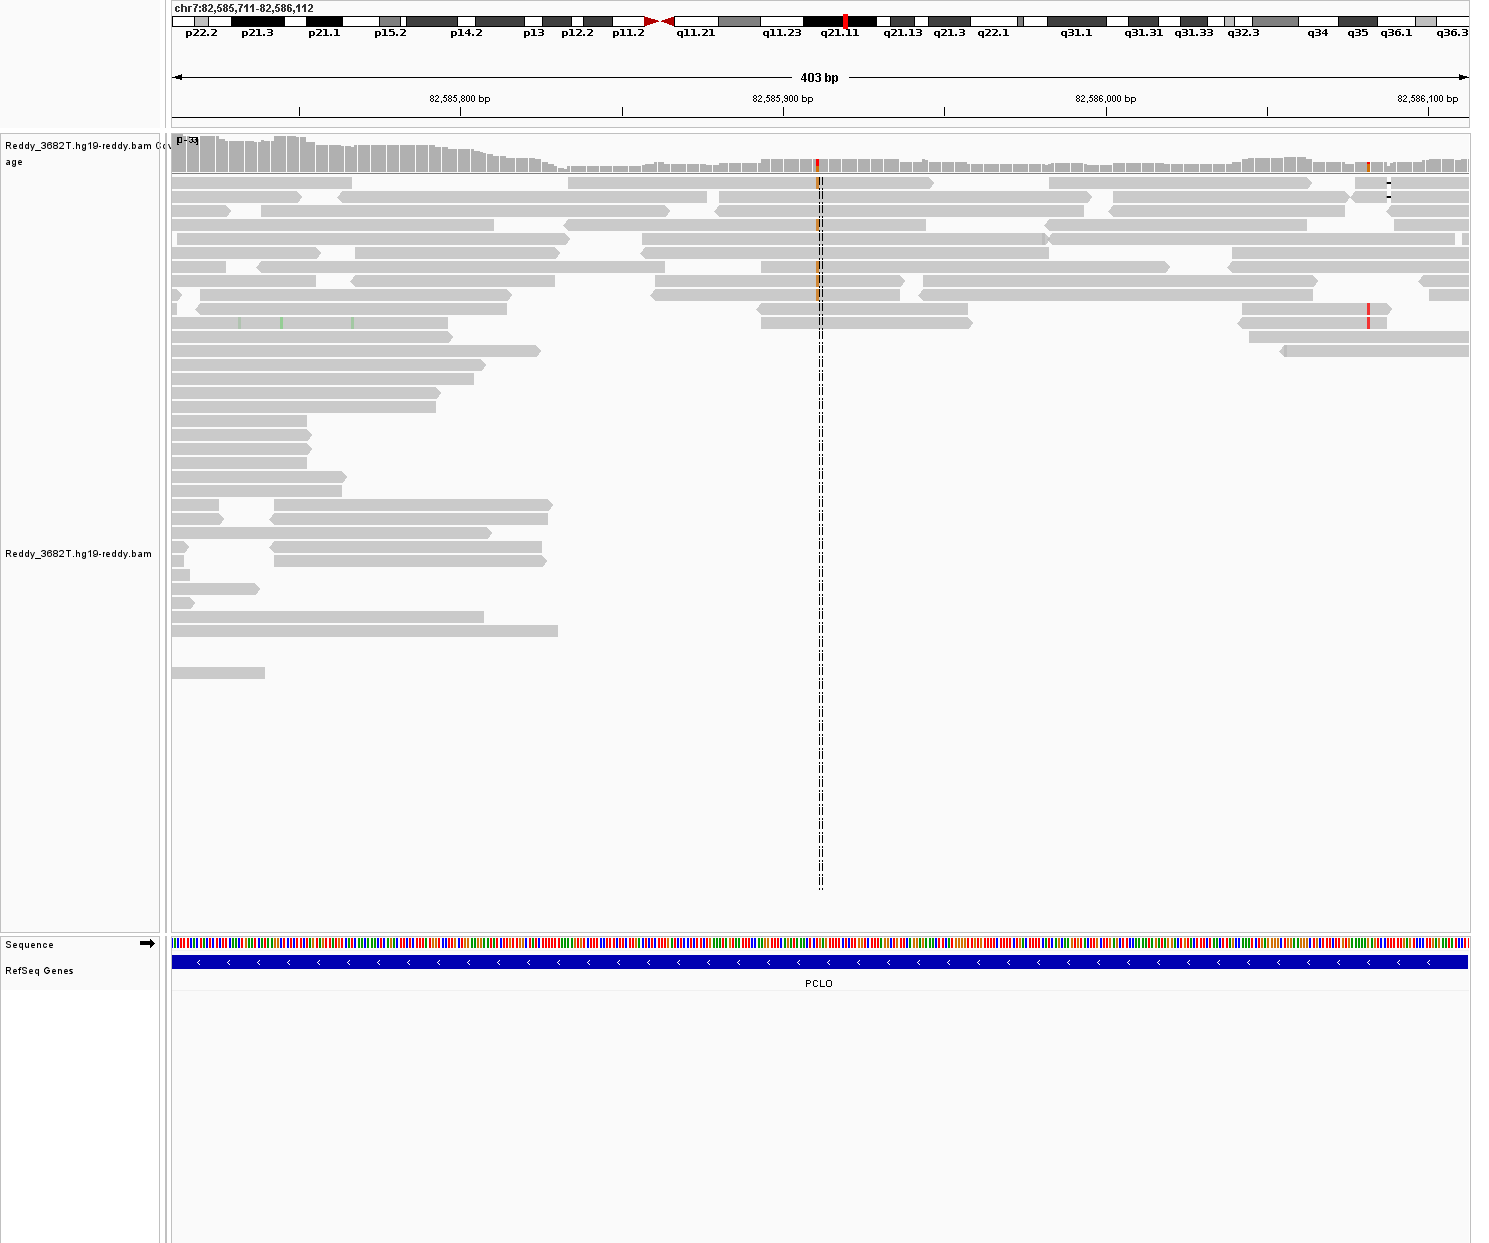 chr7:82,585,711-82,586,112
p22.2 p21.3 p21.1 p15.2 p14.2 p13 p12.2 p11.2 q11.21 q11.23 q21.11 q21.13 q21.3 q22.1 q31.1 q31.31 q31.33 q32.3 q34 q35 q36.1 q36.3
403 bp
82,585,800 bp 82,585,900 bp 82,586,000 bp 82,586,100 bp
Reddy_3682T.hg19-reddy.bam Cov
age
Reddy_3682T.hg19-reddy.bam
Sequence
RefSeq Genes
PCLO